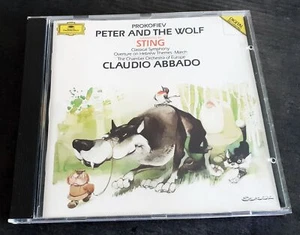 PROKOFIEV
PETER AND THE WOLF
STING
Classical Symphony
Overture on Hebrew Themes · March
The Chamber Orchestra of Europe
CLAUDIO ABBADO